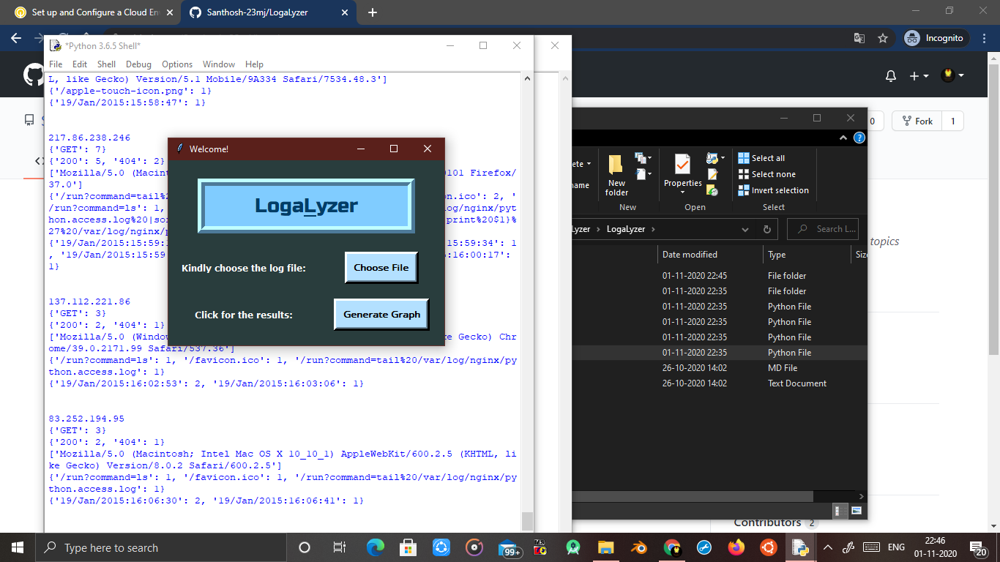 Set up and Configure a Cloud En
Santhosh-23mj/LogaLyzer
Incognito
*Python 3.6.5 Shell*
File Edit Shell Debug Options Window Help
L, like Gecko) Version/5.1 Mobile/9A334 Safari/7534.48.3']
{'/apple-touch-icon.png': 1}
{'19/Jan/2015:15:58:47': 1}
217.86.238.246
{'GET': 7}
{'200': 5, '404': 2}
['Mozilla/5.0 (Macint
0101 Firefox/
37.0']
{'/run?command=tail%2
on.ico': 2, '
/run?command=ls': 1,
log/nginx/pyt
hon.access.log%20|sor
print%20$1}%
27%20/var/log/nginx/p
{'19/Jan/2015:15:59:1
15:59:34': 1
, '19/Jan/2015:15:59
16:00:17':
1}
137.112.221.86
{'GET': 3}
{'200': 2, '404': 1}
['Mozilla/5.0 (Window
ke Gecko) Chr
ome/39.0.2171.99 Safari/537.36']
{'/run?command=ls': 1, '/favicon.ico': 1, '/run?command=tail%20/var/log/nginx/py
thon.access.log': 1}
{'19/Jan/2015:16:02:53': 2, '19/Jan/2015:16:03:06': 1}
83.252.194.95
{'GET': 3}
{'200': 2, '404': 1}
['Mozilla/5.0 (Macintosh; Intel Mac OS X 10_10_1) AppleWebKit/600.2.5 (KHTML, li
ke Gecko) Version/8.0.2 Safari/600.2.5']
{'/run?command=ls': 1, '/favicon.ico': 1, '/run?command=tail%20/var/log/nginx/py
thon.access.log': 1}
{'19/Jan/2015:16:06:30': 2, '19/Jan/2015:16:06:41': 1}
Welcome!
LogaLyzer
Kindly choose the log file:
Choose File
Click for the results:
Generate Graph
0
Fork
1
ete
ame
New
folder
Properties
Select all
Select none
Invert selection
New
Open
Select
Lyzer
LogaLyzer
Search L...
topics
Date modified
Type
Siz
01-11-2020 22:45 File folder
01-11-2020 22:35 File folder
01-11-2020 22:35 Python File
01-11-2020 22:35 Python File
01-11-2020 22:35 Python File
01-11-2020 22:35 Python File
26-10-2020 14:02 MD File
26-10-2020 14:02 Text Document
Contributors 2
Type here to search
99+
ENG
22:46
01-11-2020
20